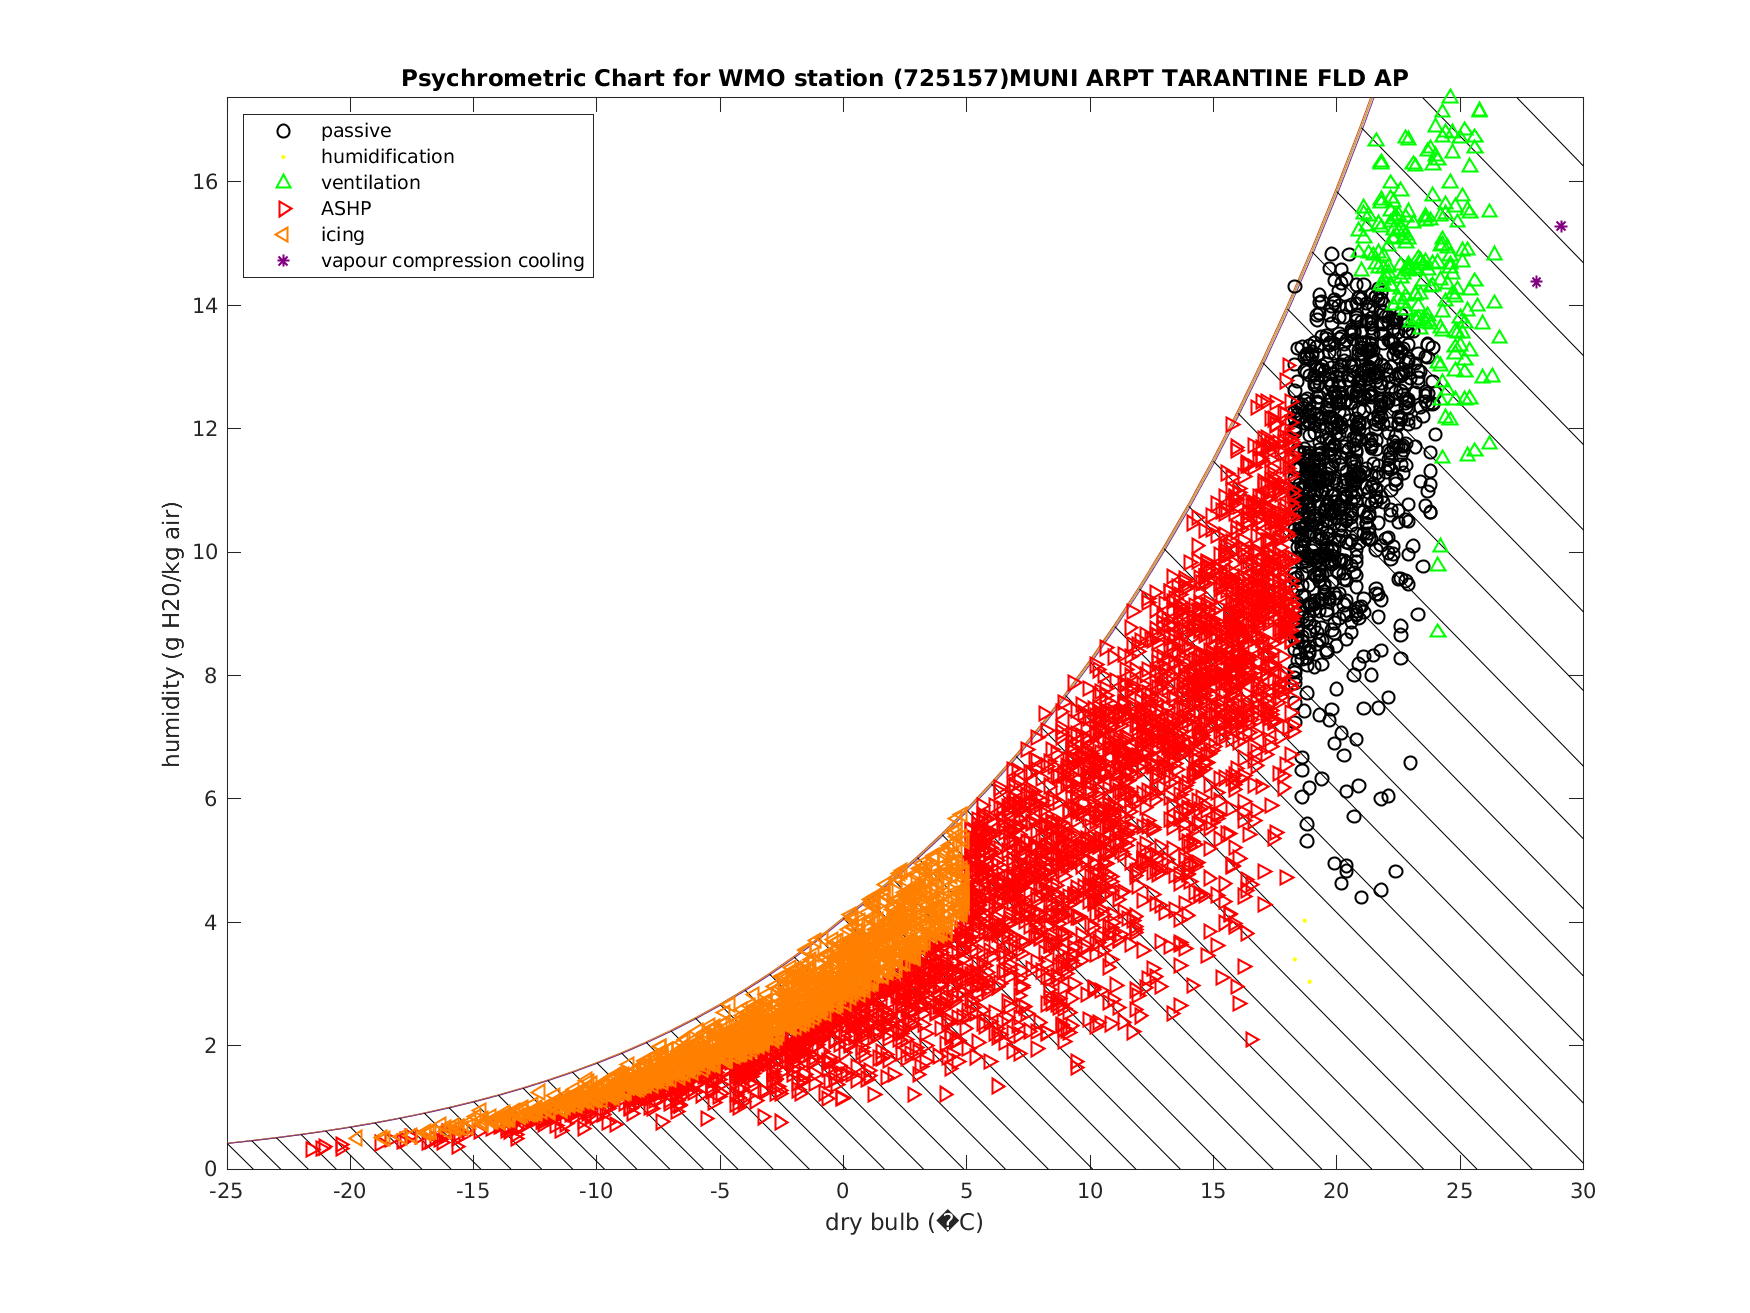 Psychrometric Chart for WMO station (725157)MUNI ARPT TARANTINE FLD AP
passive
humidification
ventilation
ASHP
icing
vapour compression cooling
humidity (g H20/kg air)
16
14
12
10
8
6
4
2
0
-25 -20 -15 -10 -5 0 5 10 15 20 25 30
dry bulb (�C)